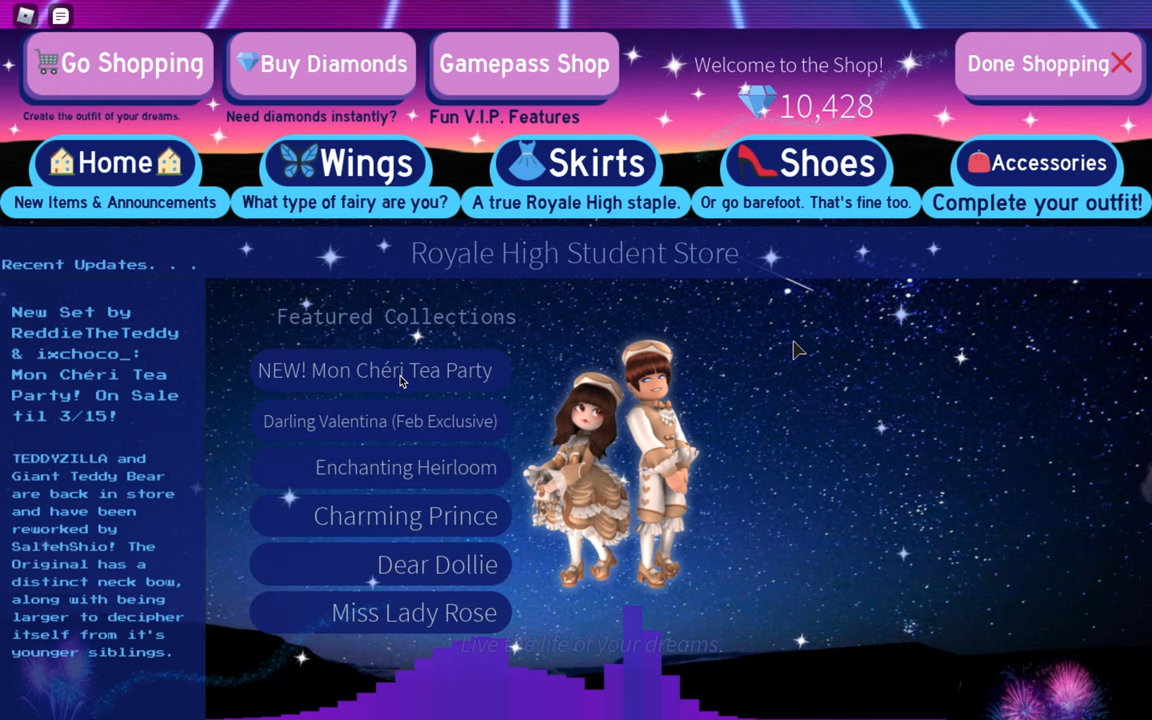 Go Shopping
Buy Diamonds
Gamepass Shop
Welcome to the Shop!
10,428
Done Shopping
Create the outfit of your dreams.
Need diamonds instantly?
Fun V.I.P. Features
Home
Wings
Skirts
Shoes
Accessories
New Items & Announcements
What type of fairy are you?
A true Royale High staple.
Or go barefoot. That's fine too.
Complete your outfit!
Royale High Student Store
Recent Updates. . .
New Set by
ReddieTheTeddy
& ixchoco_:
Mon Chéri Tea
Party! On Sale
til 3/15!
TEDDYZILLA and
Giant Teddy Bear
are back in store
and have been
reworked by
SaltehShio! The
Original has a
distinct neck bow,
along with being
larger to decipher
itself from it's
younger siblings.
Featured Collections
NEW! Mon Chéri Tea Party
Darling Valentina (Feb Exclusive)
Enchanting Heirloom
Charming Prince
Dear Dollie
Miss Lady Rose
Live the life of your dreams.